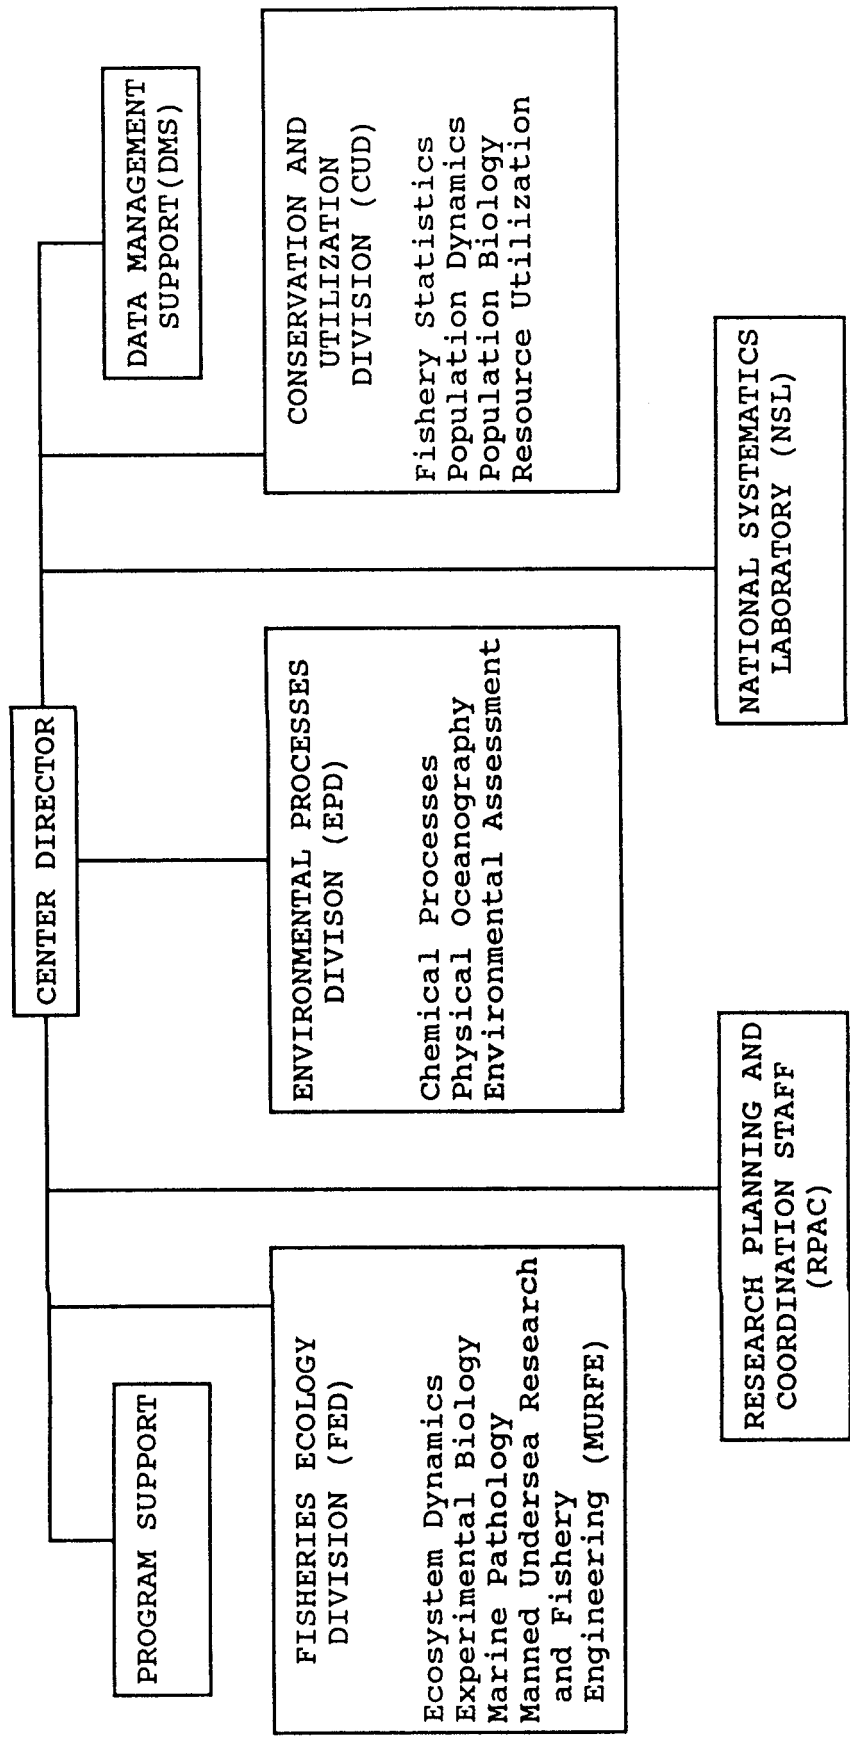 CENTER DIRECTOR
PROGRAM SUPPORT
DATA MANAGEMENT
SUPPORT(DMS)
FISHERIES ECOLOGY
DIVISION (FED)
Ecosystem Dynamics
Experimental Biology
Marine Pathology
Manned Undersea Research
and Fishery
Engineering (MURFE)
ENVIRONMENTAL PROCESSES
DIVISON (EPD)
Chemical Processes
Physical Oceanography
Environmental Assessment
CONSERVATION AND
UTILIZATION
DIVISION (CUD)
Fishery Statistics
Population Dynamics
Population Biology
Resource Utilization
RESEARCH PLANNING AND
COORDINATION STAFF
(RPAC)
NATIONAL SYSTEMATICS
LABORATORY (NSL)